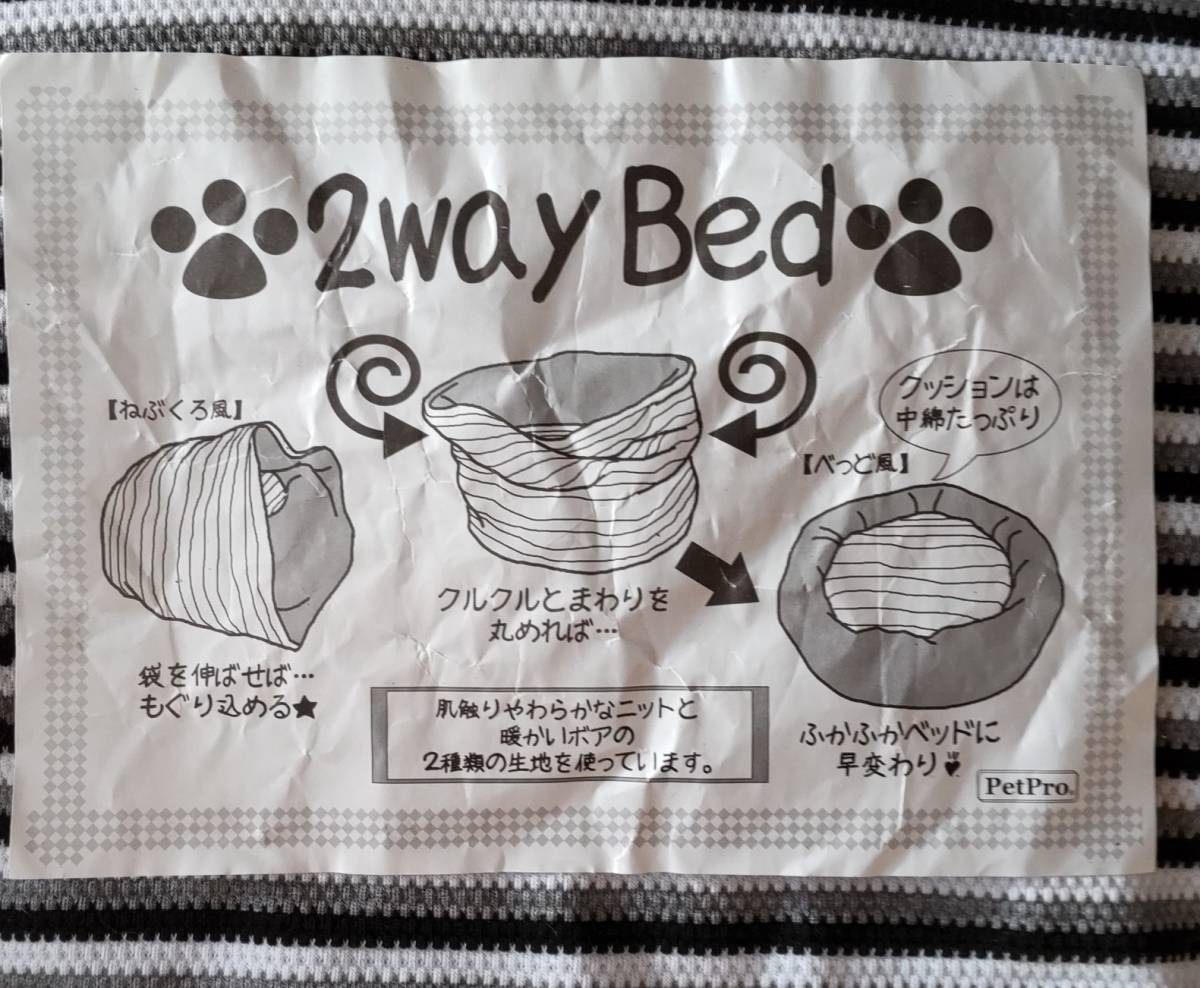 2way Bed
【ねぶくろ風】
袋を伸ばせば…
もぐり込める★
クルクルとまわりを
丸めれば…
クッションは
中綿たっぷり
【べっど風】
ふかふかベッドに
早変わり♥
肌触りやわらかなニットと
暖かいボアの
2種類の生地を使っています。
PetPro